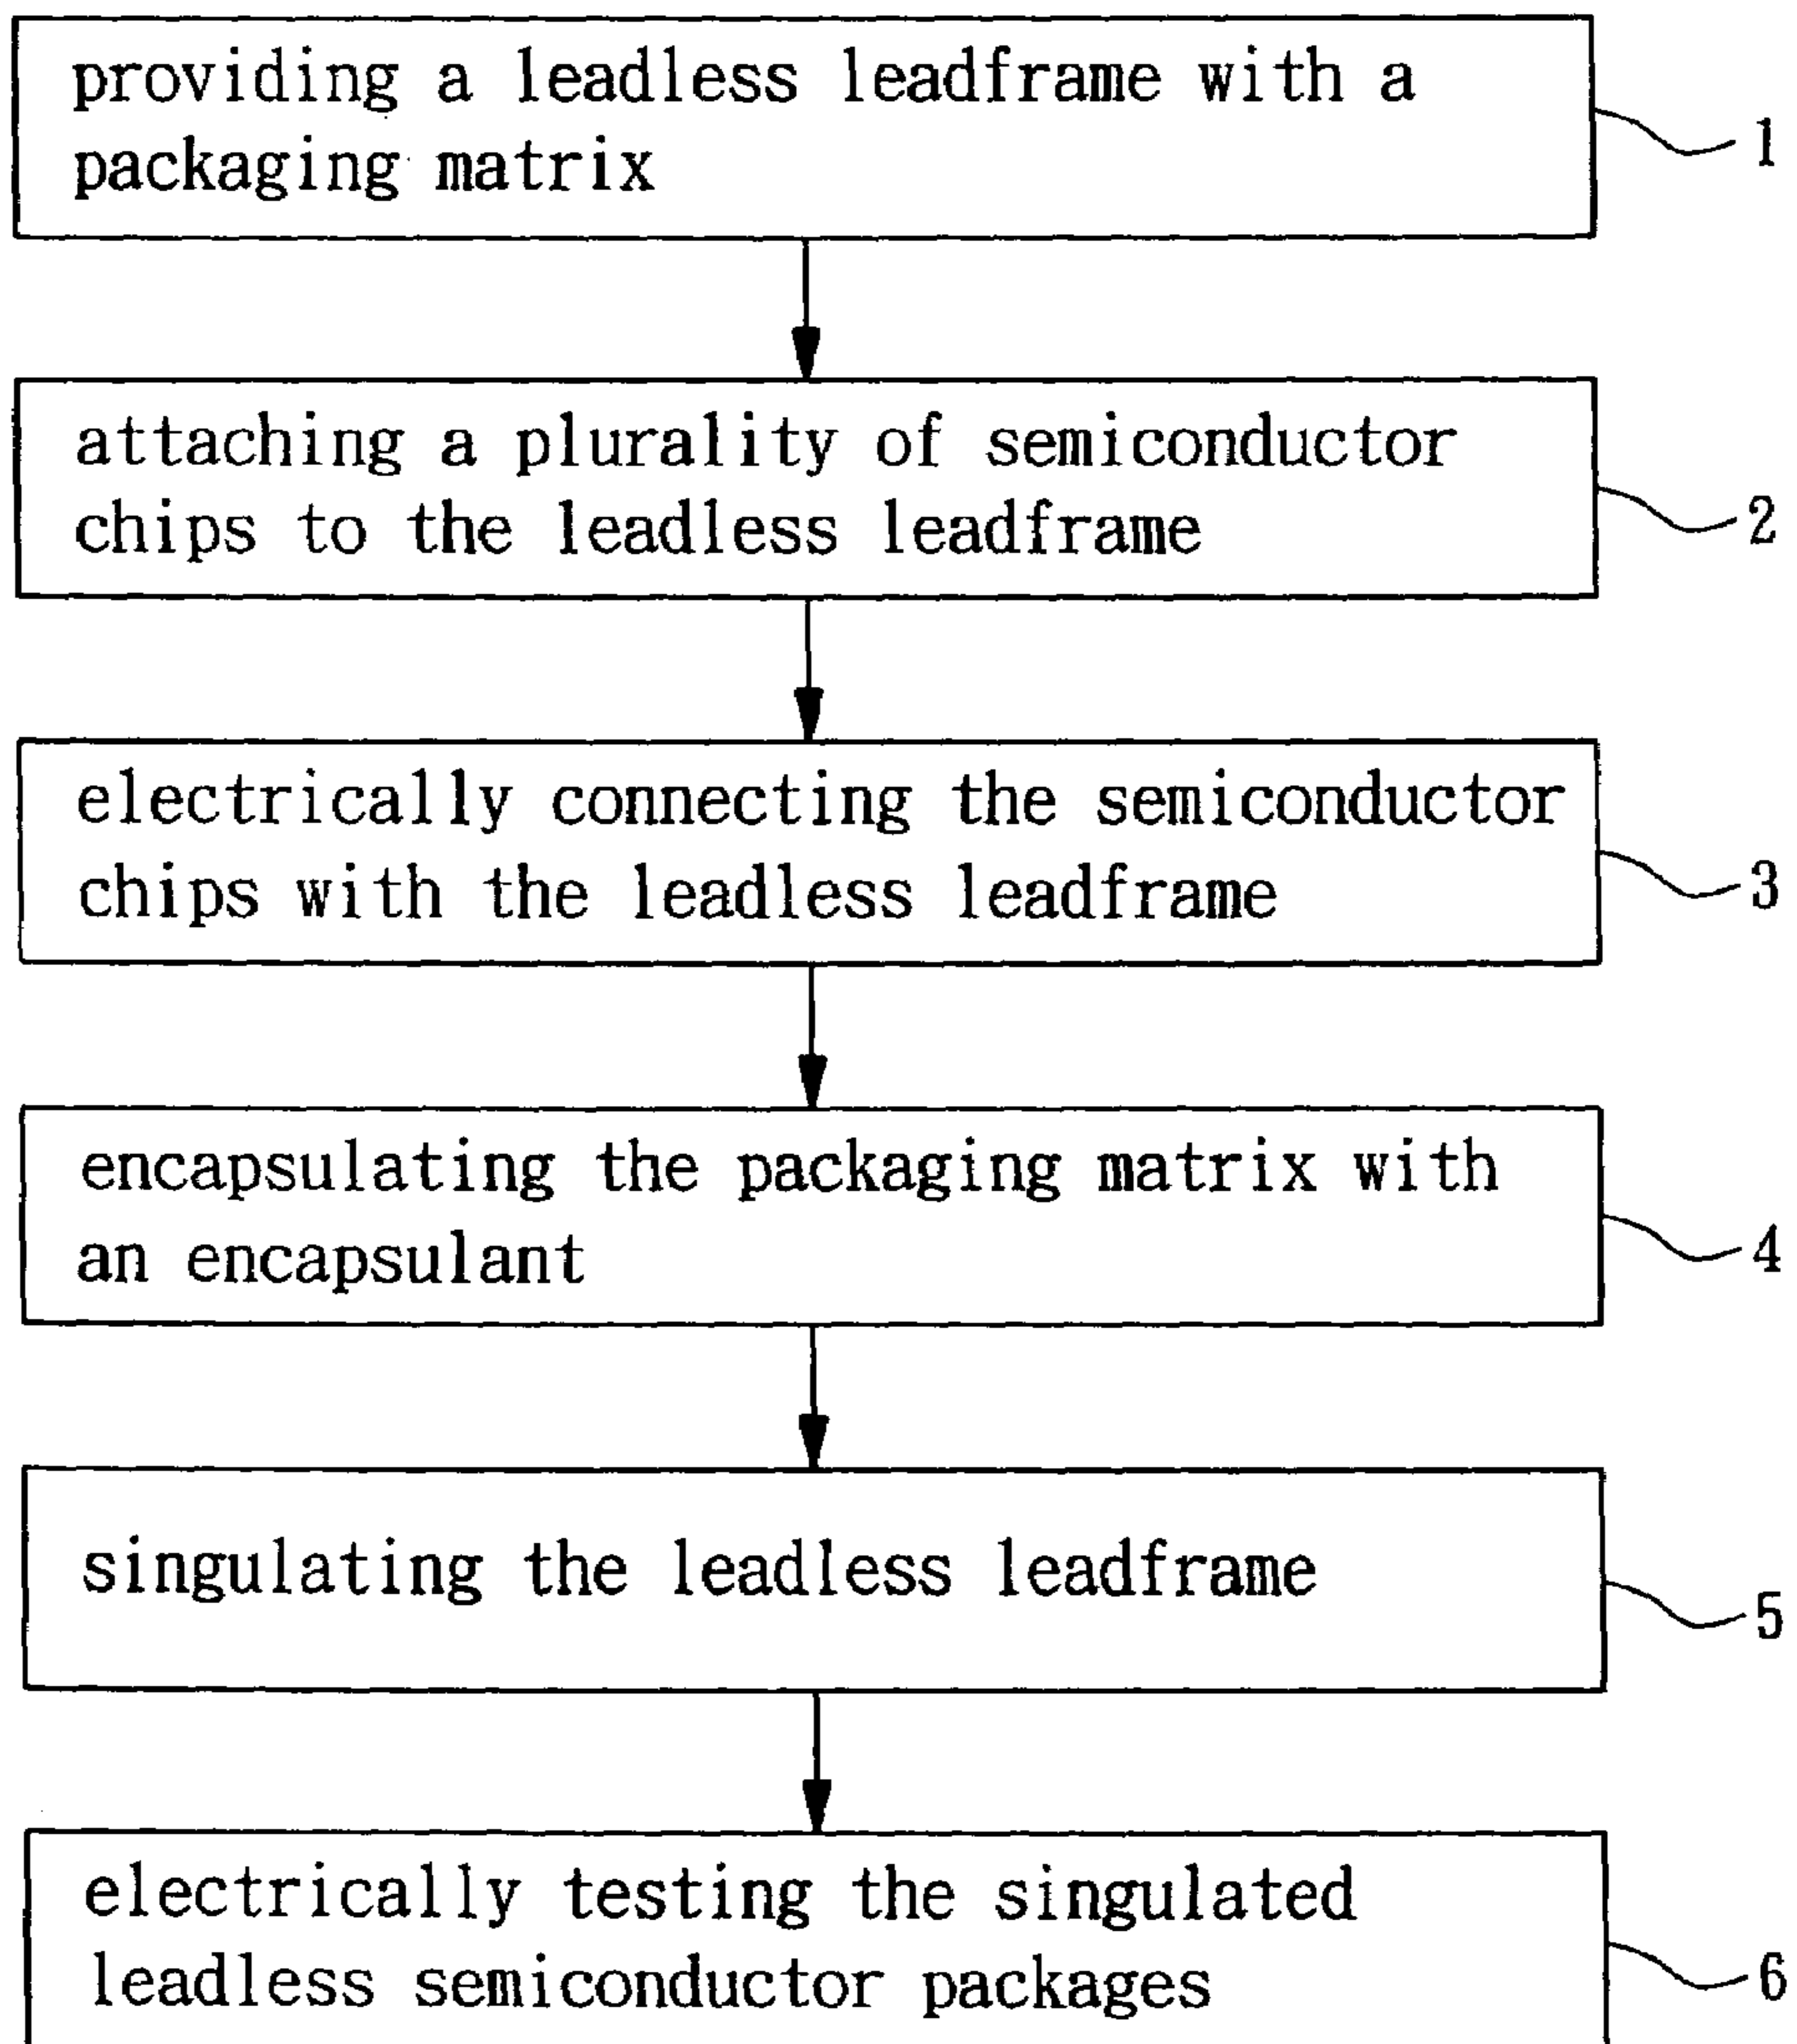 providing a leadless leadframe with a
packaging matrix
1
attaching a plurality of semiconductor
chips to the leadless leadframe
2
electrically connecting the semiconductor
chips with the leadless leadframe
3
encapsulating the packaging matrix with
an encapsulant
4
singulating the leadless leadframe
5
electrically testing the singulated
leadless semiconductor packages
6